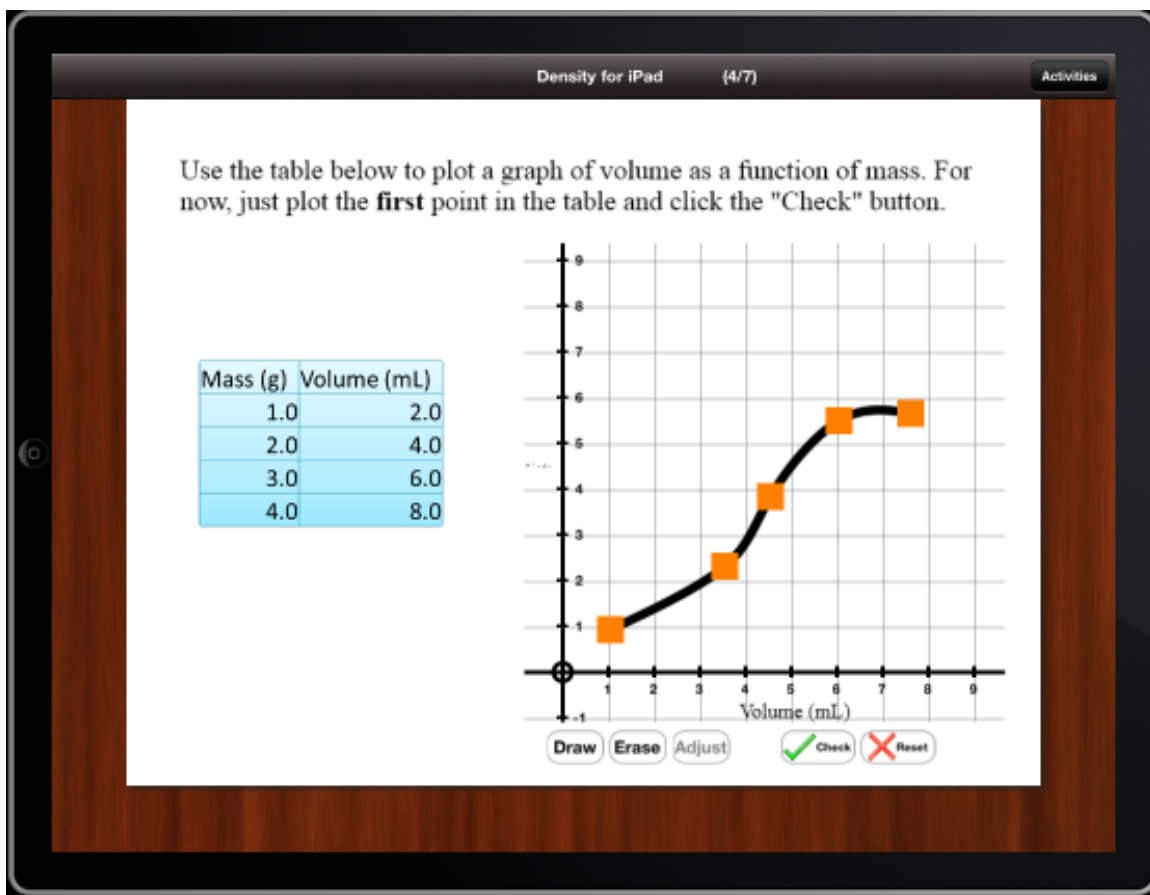 Density for iPad (4/7) Activities
Use the table below to plot a graph of volume as a function of mass. For
now, just plot the first point in the table and click the "Check" button.
Mass (g) Volume (mL)
1.0 2.0
2.0 4.0
3.0 6.0
4.0 8.0
9
8
7
6
5
4
3
2
1
1 2 3 4 5 6 7 8 9
Volume (mL)
-1
Draw Erase Adjust Check Reset